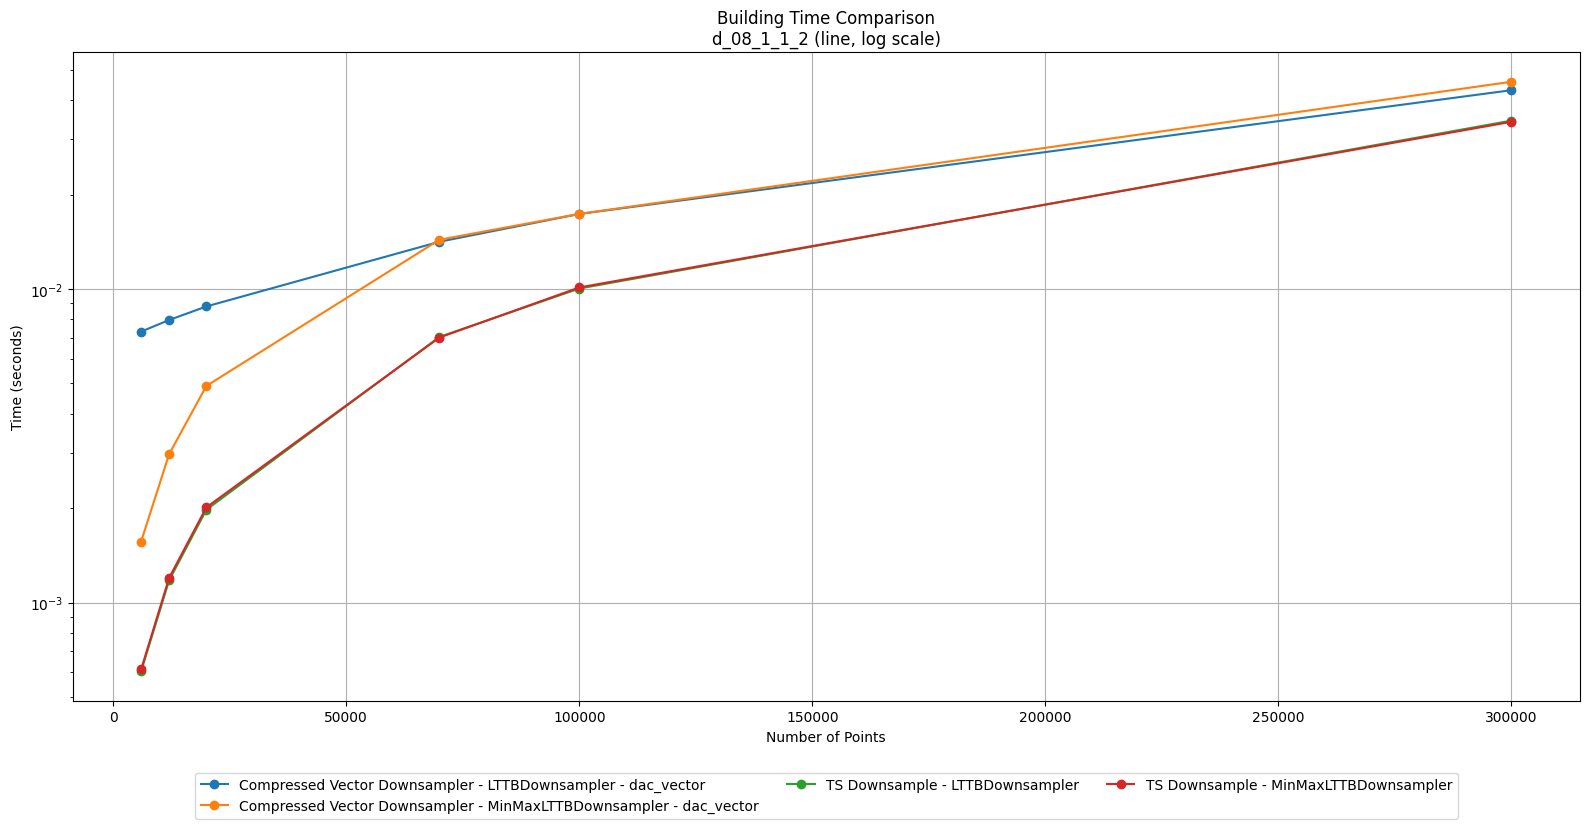 Building Time Comparison
d_08_1_1_2 (line, log scale)
Time (seconds)
10⁻²
10⁻³
0 50000 100000 150000 200000 250000 300000
Number of Points
Compressed Vector Downsampler - LTTBDownsampler - dac_vector
Compressed Vector Downsampler - MinMaxLTTBDownsampler - dac_vector
TS Downsample - LTTBDownsampler
TS Downsample - MinMaxLTTBDownsampler